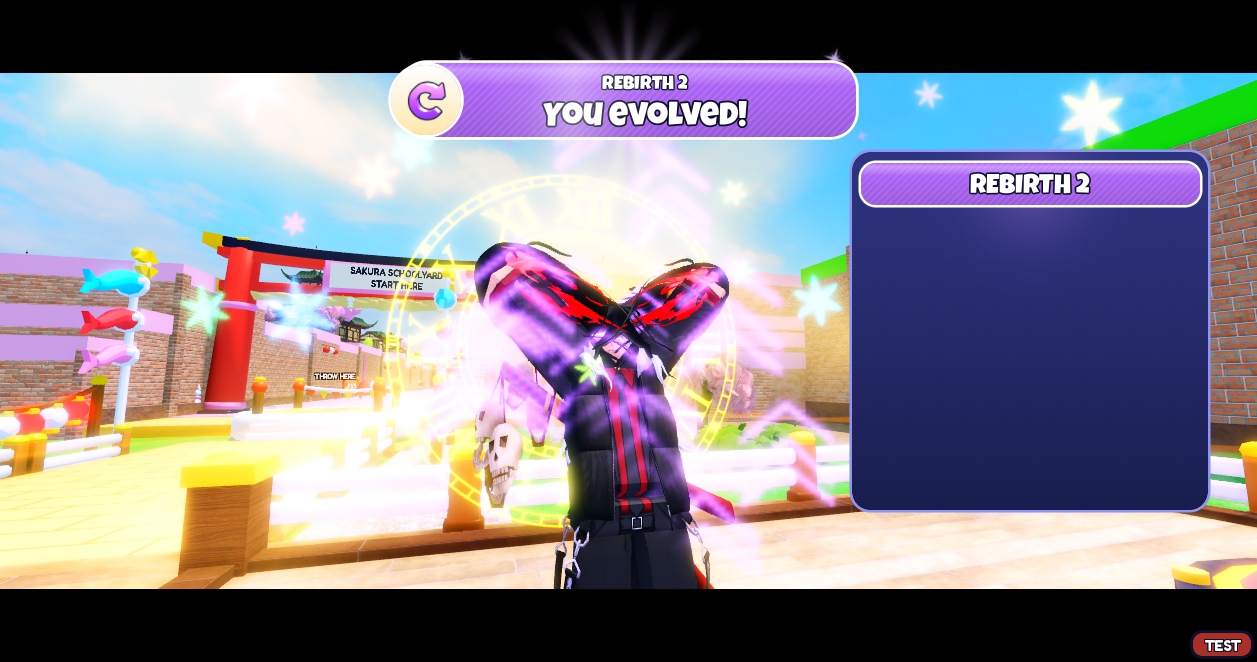 REBIRTH 2
YOU EVOLVED!
REBIRTH 2
SAKURA SCHOOLYARD
START HERE
THROW HERE
TEST